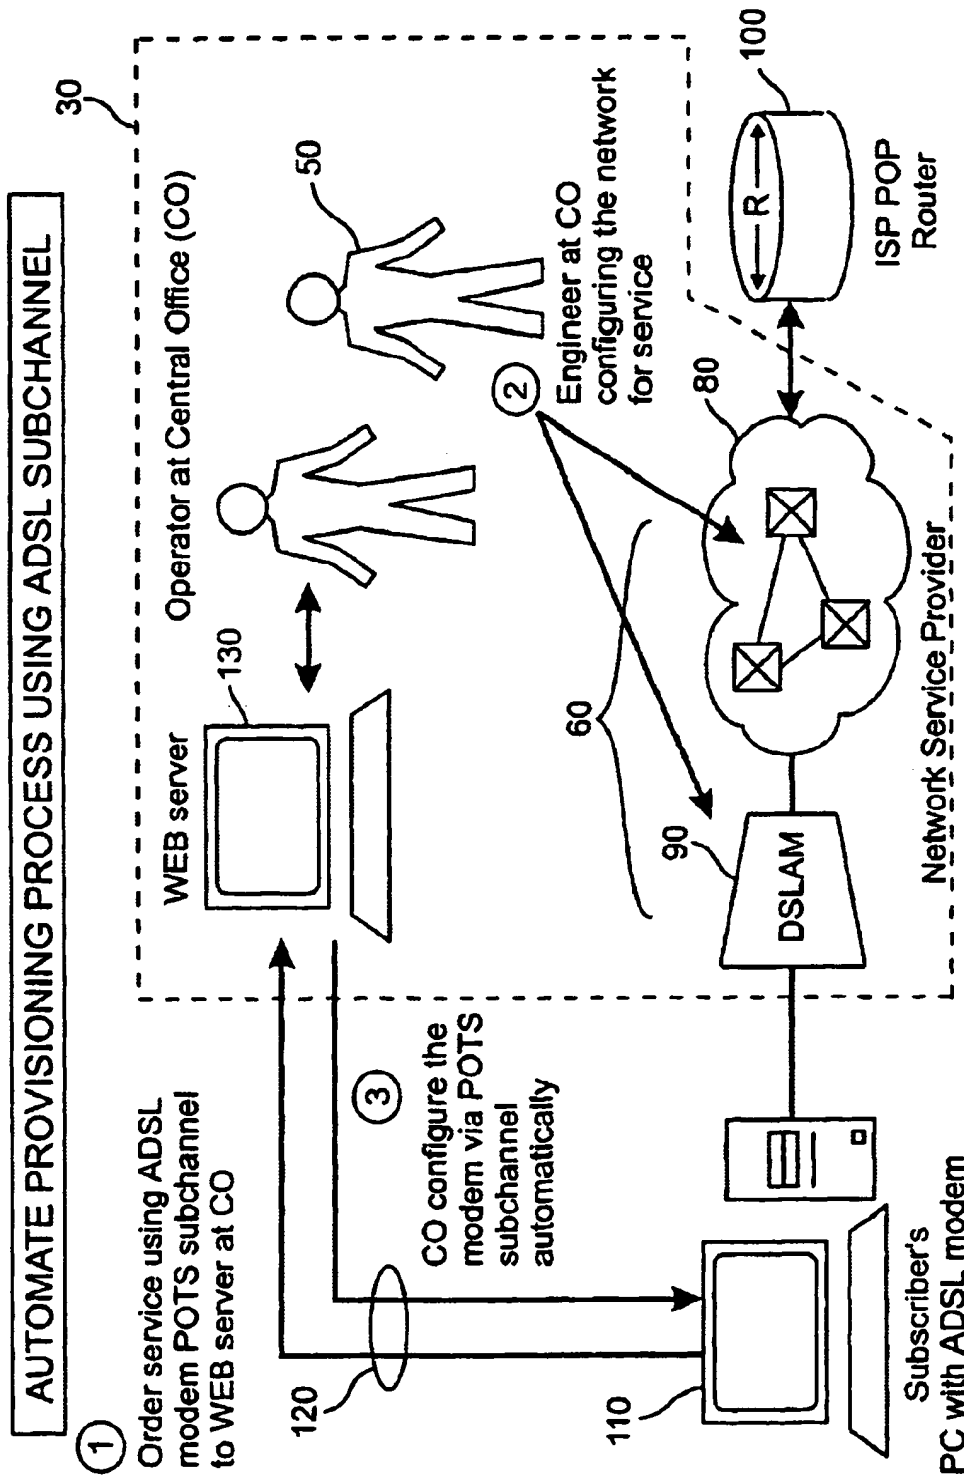 AUTOMATE PROVISIONING PROCESS USING ADSL SUBCHANNEL
1
Order service using ADSL
modem POTS subchannel
to WEB server at CO
30
WEB server
130
Operator at Central Office (CO)
50
120
3
CO configure the
modem via POTS
subchannel
automatically
2
Engineer at CO
configuring the network
for service
60
110
90
DSLAM
80
100
R
ISP POP
Router
Network Service Provider
Subscriber's
PC with ADSL modem